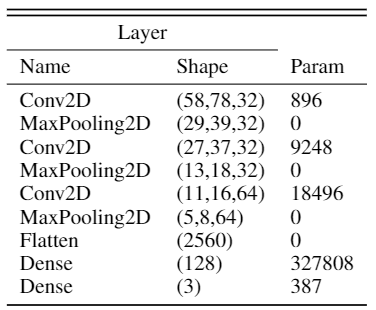 Layer
Name Shape Param
Conv2D (58,78,32) 896
MaxPooling2D (29,39,32) 0
Conv2D (27,37,32) 9248
MaxPooling2D (13,18,32) 0
Conv2D (11,16,64) 18496
MaxPooling2D (5,8,64) 0
Flatten (2560) 0
Dense (128) 327808
Dense (3) 387